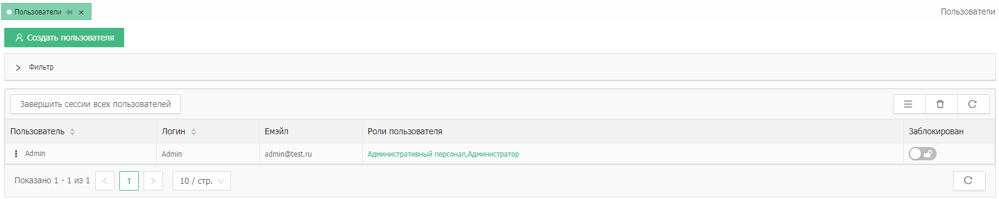 Пользователи
Пользователи
Создать пользователя
Фильтр
Завершить сессии всех пользователей
Пользователь Логин Емэйл Роли пользователя Заблокирован
Admin Admin admin@test.ru Административный персонал,Администратор
Показано 1 - 1 из 1 < 1 > 10 / стр.